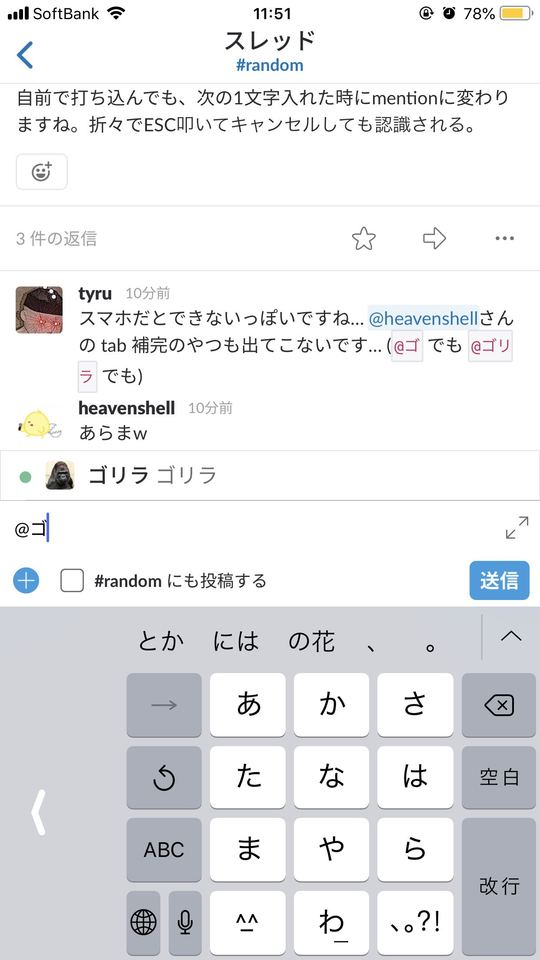 SoftBank 11:51 78%
スレッド
#random
自前で打ち込んでも、次の1文字入れた時にmentionに変わり
ますね。折々でESC叩いてキャンセルしても認識される。
3 件の返信
tyru 10分前
スマホだとできないっぽいですね... @heavenshellさん
の tab 補完のやつも出てこないです... (@ゴ でも @ゴリ
ラ でも)
heavenshell 10分前
あらまw
ゴリラ ゴリラ
@ゴ
#random にも投稿する 送信
とか には の花 、 。
→ あ か さ
た な は 空白
ABC ま や ら 改行
^^ わ_ 、。?!